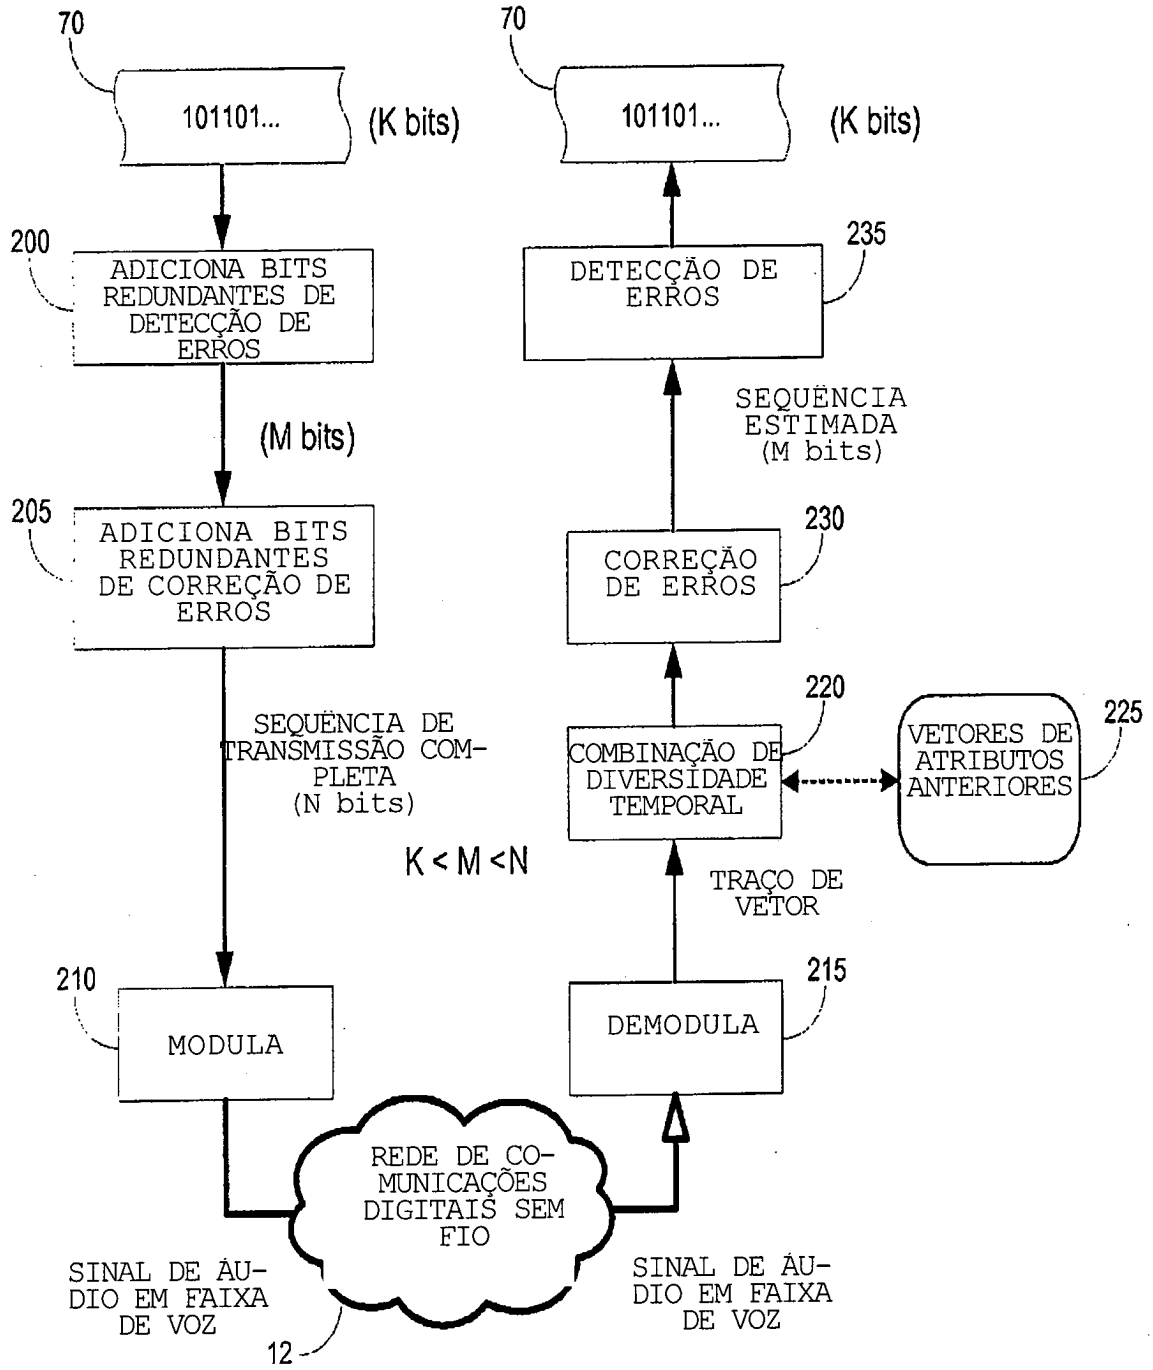 70
101101...
(K bits)
200
ADICIONA BITS
REDUNDANTES DE
DETECÇÃO DE
ERROS
(M bits)
205
ADICIONA BITS
REDUNDANTES
DE CORREÇÃO DE
ERROS
SEQUÊNCIA DE
TRANSMISSÃO COM-
PLETA
(N bits)
K < M <N
210
MODULA
SINAL DE ÁU-
DIO EM FAIXA
DE VOZ
REDE DE CO-
MUNICAÇÕES
DIGITAIS SEM
FIO
12
SINAL DE ÁU-
DIO EM FAIXA
DE VOZ
215
DEMODULA
TRAÇO DE
VETOR
220
COMBINAÇÃO DE
DIVERSIDADE
TEMPORAL
225
VETORES DE
ATRIBUTOS
ANTERIORES
230
CORREÇÃO
DE ERROS
SEQUÊNCIA
ESTIMADA
(M bits)
235
DETECÇÃO DE
ERROS
70
101101...
(K bits)